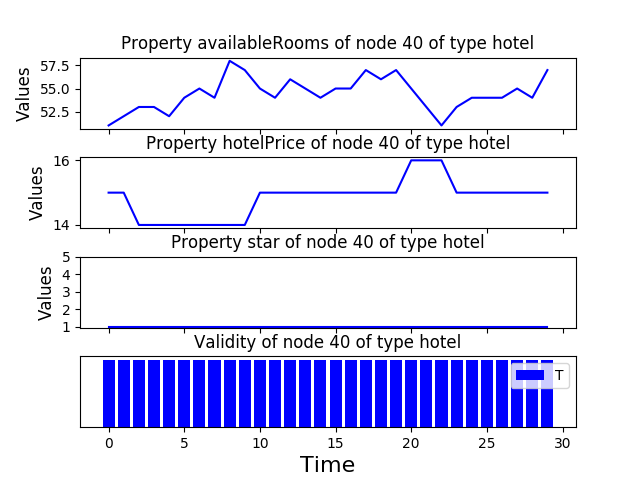 Property availableRooms of node 40 of type hotel
57.5
55.0
52.5
Values
Property hotelPrice of node 40 of type hotel
16
14
Values
Property star of node 40 of type hotel
5
4
3
2
1
Values
Validity of node 40 of type hotel
T
0 5 10 15 20 25 30
Time